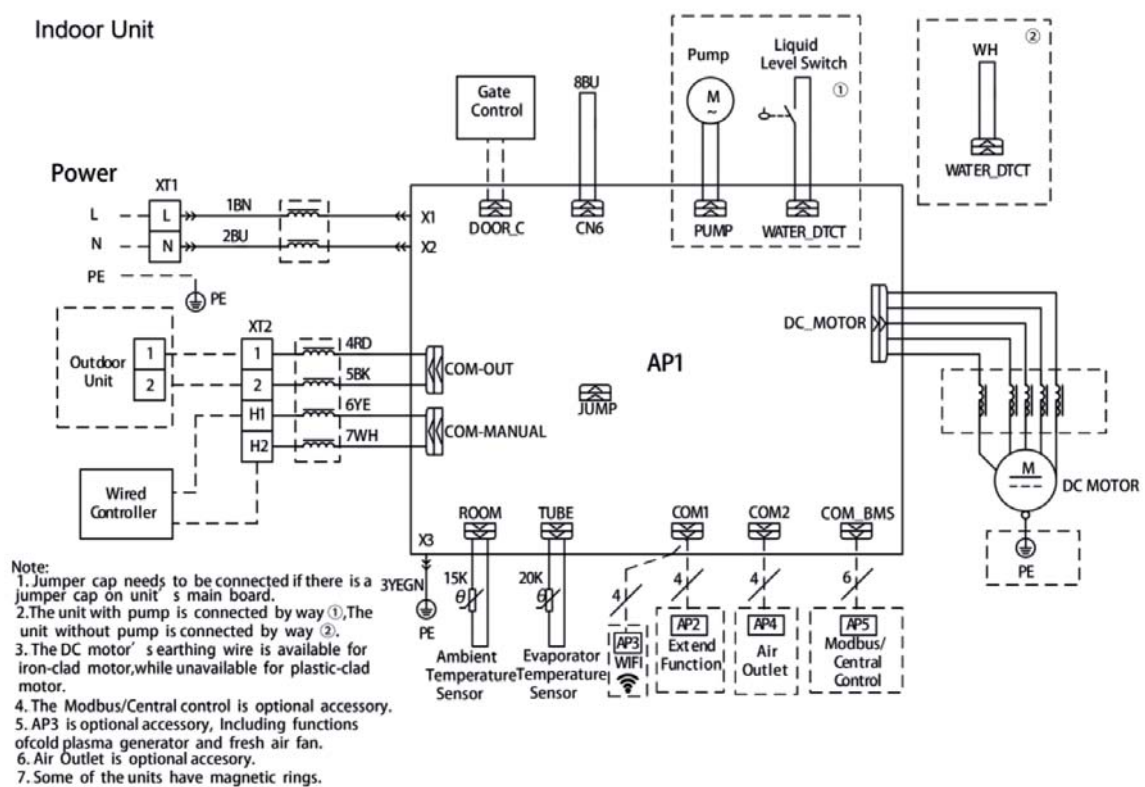 Indoor Unit
Power
XT1
L
N
PE
L
N
1BN
2BU
PE
X1
X2
Gate
Control
DOOR_C
8BU
CN6
Pump
M
~
PUMP
Liquid
Level Switch
①
WATER_DTCT
②
WH
WATER_DTCT
Outdoor
Unit
1
2
XT2
1
2
H1
H2
4RD
5BK
6YE
7WH
COM-OUT
COM-MANUAL
Wired
Controller
AP1
JUMP
DC_MOTOR
M
DC MOTOR
PE
X3
3YEGN
PE
ROOM
15K
θ
Ambient
Temperature
Sensor
TUBE
20K
θ
Evaporator
Temperature
Sensor
COM1
4
AP3
WIFI
4
AP2
Extend
Function
COM2
4
AP4
Air
Outlet
COM_BMS
6
AP5
Modbus/
Central
Control
Note:
1. Jumper cap needs to be connected if there is a
jumper cap on unit's main board.
2.The unit with pump is connected by way ①,The
unit without pump is connected by way ②.
3. The DC motor's earthing wire is available for
iron-clad motor,while unavailable for plastic-clad
motor.
4. The Modbus/Central control is optional accessory.
5. AP3 is optional accessory, Including functions
ofcold plasma generator and fresh air fan.
6. Air Outlet is optional accesory.
7. Some of the units have magnetic rings.